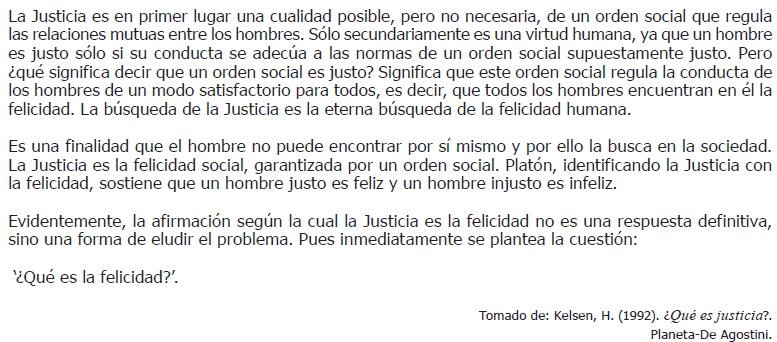 La Justicia es en primer lugar una cualidad posible, pero no necesaria, de un orden social que regula
las relaciones mutuas entre los hombres. Sólo secundariamente es una virtud humana, ya que un hombre
es justo sólo si su conducta se adecúa a las normas de un orden social supuestamente justo. Pero
¿qué significa decir que un orden social es justo? Significa que este orden social regula la conducta de
los hombres de un modo satisfactorio para todos, es decir, que todos los hombres encuentran en él la
felicidad. La búsqueda de la Justicia es la eterna búsqueda de la felicidad humana.
Es una finalidad que el hombre no puede encontrar por sí mismo y por ello la busca en la sociedad.
La Justicia es la felicidad social, garantizada por un orden social. Platón, identificando la Justicia con
la felicidad, sostiene que un hombre justo es feliz y un hombre injusto es infeliz.
Evidentemente, la afirmación según la cual la Justicia es la felicidad no es una respuesta definitiva,
sino una forma de eludir el problema. Pues inmediatamente se plantea la cuestión:
‘¿Qué es la felicidad?’.
Tomado de: Kelsen, H. (1992). ¿Qué es justicia?.
Planeta-De Agostini.